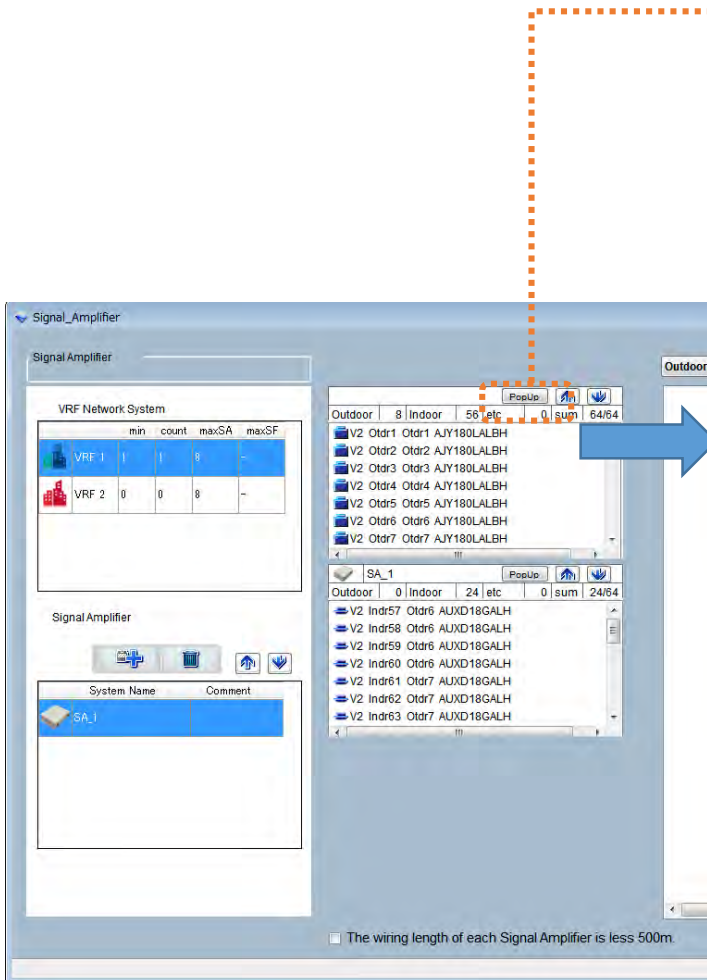 Signal_Amplifier
Signal Amplifier
VRF Network System
min count maxSA maxSF
VRF 1 1 1 8 -
VRF 2 0 0 8 -
Signal Amplifier
System Name Comment
SA_1
PopUp
Outdoor 8 Indoor 56 etc 0 sum 64/64
V2 Otdr1 Otdr1 AJY180LALBH
V2 Otdr2 Otdr2 AJY180LALBH
V2 Otdr3 Otdr3 AJY180LALBH
V2 Otdr4 Otdr4 AJY180LALBH
V2 Otdr5 Otdr5 AJY180LALBH
V2 Otdr6 Otdr6 AJY180LALBH
V2 Otdr7 Otdr7 AJY180LALBH
SA_1 PopUp
Outdoor 0 Indoor 24 etc 0 sum 24/64
V2 Indr57 Otdr6 AUXD18GALH
V2 Indr58 Otdr6 AUXD18GALH
V2 Indr59 Otdr6 AUXD18GALH
V2 Indr60 Otdr6 AUXD18GALH
V2 Indr61 Otdr7 AUXD18GALH
V2 Indr62 Otdr7 AUXD18GALH
V2 Indr63 Otdr7 AUXD18GALH
Outdoor
The wiring length of each Signal Amplifier is less 500m.